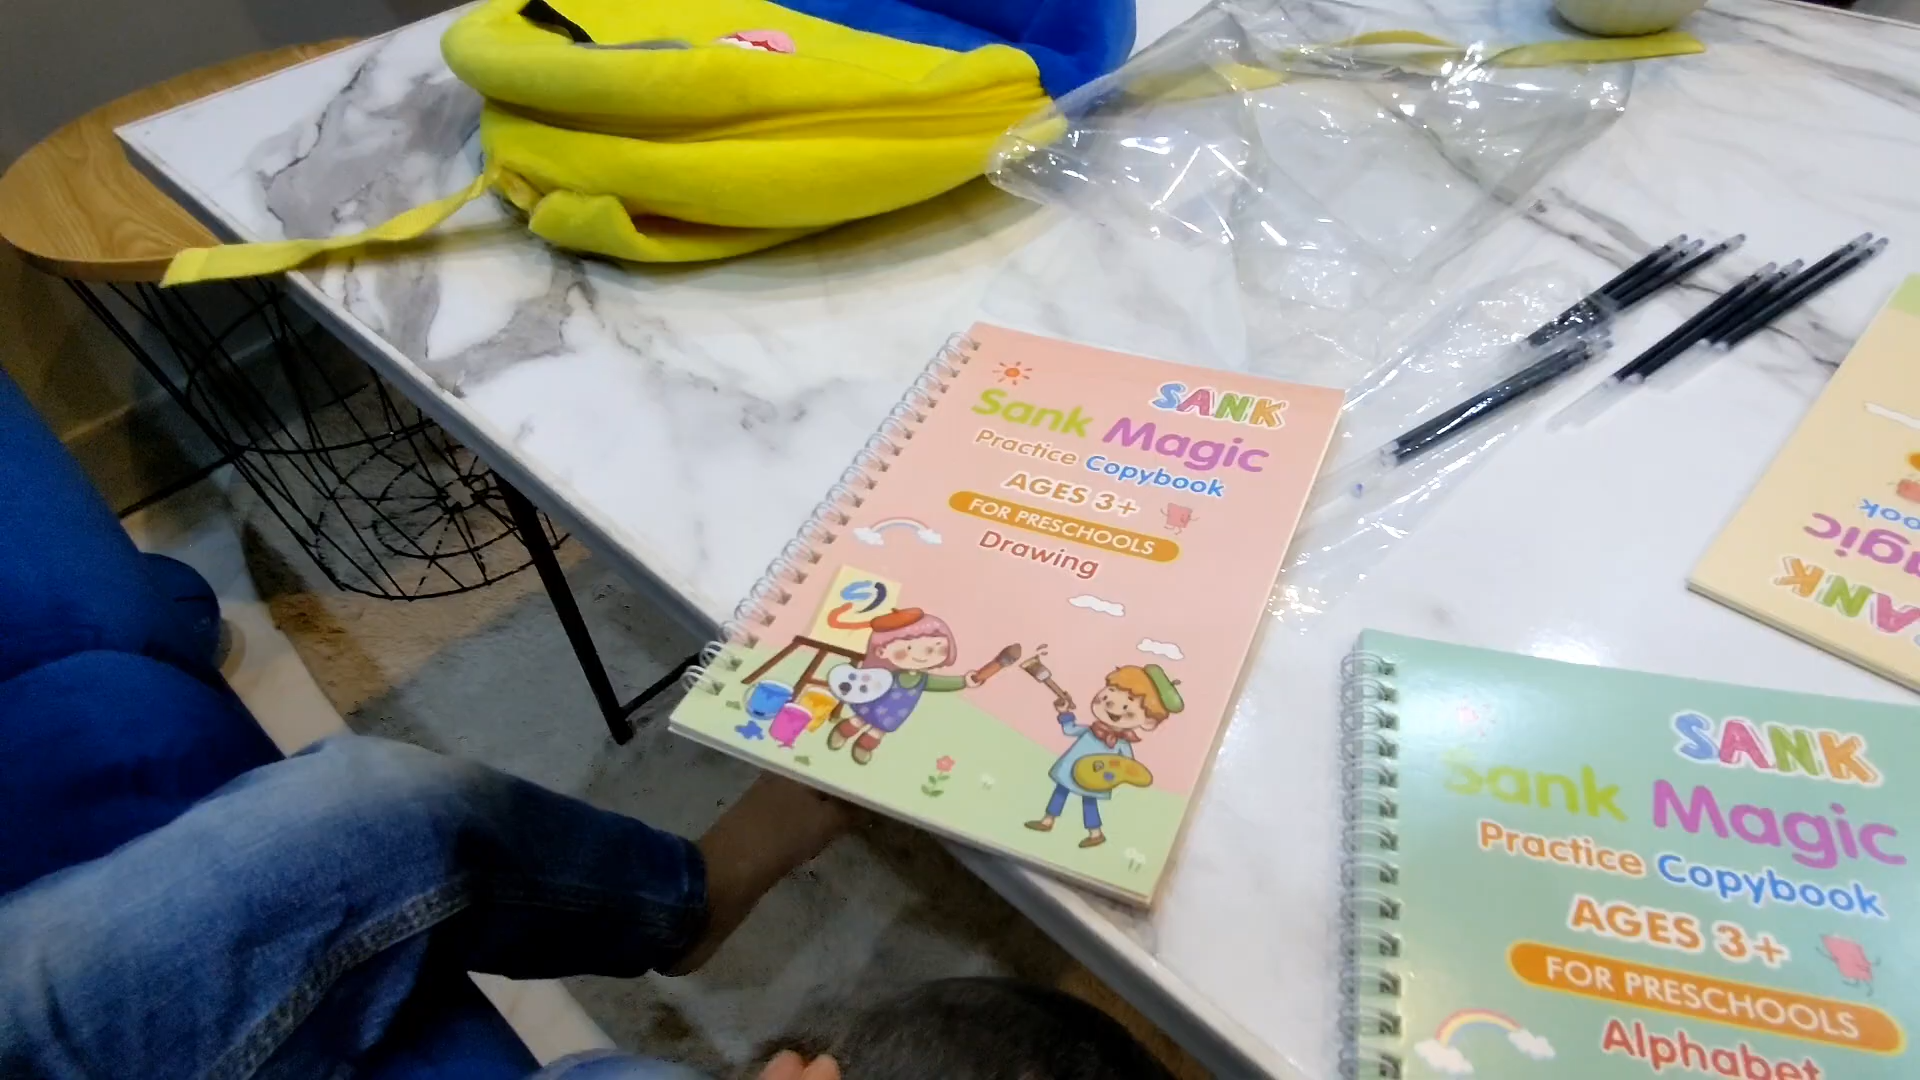 SANK
Sank Magic
Practice Copybook
AGES 3+
FOR PRESCHOOLS
Drawing
SANK
Sank Magic
Practice Copybook
AGES 3+
FOR PRESCHOOLS
Alphabet